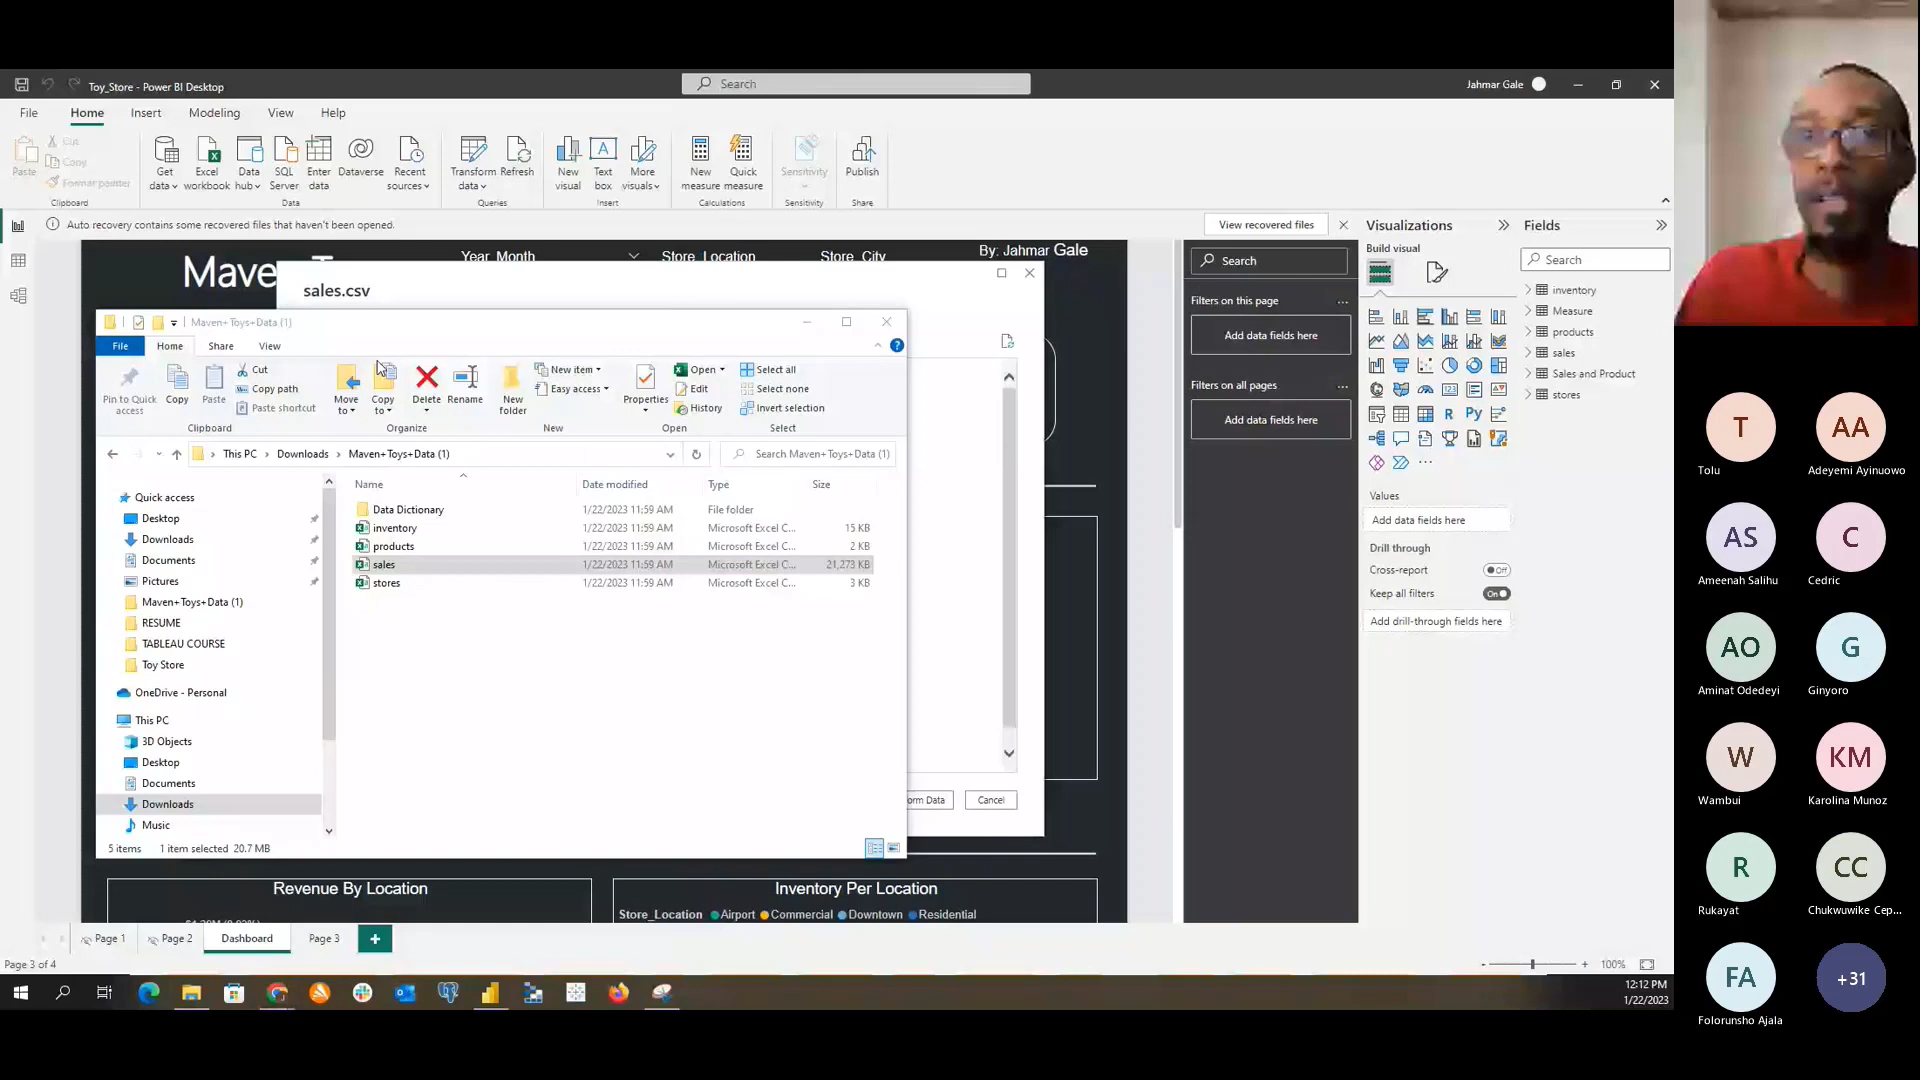 Toy_Store - Power BI Desktop
Search
Jahmar Gale
File Home Insert Modeling View Help
Paste
Cut
Copy
Format painter
Clipboard
Get data
Excel workbook
Data hub
SQL Server
Enter data
Dataverse
Recent sources
Data
Transform data
Refresh
Queries
New visual
Text box
More visuals
Insert
New measure
Quick measure
Calculations
Sensitivity
Sensitivity
Publish
Share
Auto recovery contains some recovered files that haven't been opened.
View recovered files
Year Month
Store_Location
Store_City
By: Jahmar Gale
sales.csv
Maven+Toys+Data (1)
File Home Share View
Pin to Quick access
Copy
Paste
Cut
Copy path
Paste shortcut
Clipboard
Move to
Copy to
Delete
Rename
Organize
New folder
New item
Easy access
New
Properties
Open
Edit
History
Open
Select all
Select none
Invert selection
Select
This PC > Downloads > Maven+Toys+Data (1)
Search Maven+Toys+Data (1)
Quick access
Desktop
Downloads
Documents
Pictures
Maven+Toys+Data (1)
RESUME
TABLEAU COURSE
Toy Store
OneDrive - Personal
This PC
3D Objects
Desktop
Documents
Downloads
Music
Name Date modified Type Size
Data Dictionary 1/22/2023 11:59 AM File folder
inventory 1/22/2023 11:59 AM Microsoft Excel C... 15 KB
products 1/22/2023 11:59 AM Microsoft Excel C... 2 KB
sales 1/22/2023 11:59 AM Microsoft Excel C... 21,273 KB
stores 1/22/2023 11:59 AM Microsoft Excel C... 3 KB
5 items 1 item selected 20.7 MB
Cancel
Revenue By Location
Inventory Per Location
Store_Location Airport Commercial Downtown Residential
Page 1 Page 2 Dashboard Page 3 +
Page 3 of 4
100%
Search
Filters on this page
Add data fields here
Filters on all pages
Add data fields here
Visualizations
Build visual
R
Py
Values
Add data fields here
Drill through
Cross-report Off
Keep all filters On
Add drill-through fields here
Fields
Search
inventory
Measure
products
sales
Sales and Product
stores
12:12 PM
1/22/2023
T AA
Tolu Adeyemi Ayinuowo
AS C
Ameenah Salihu Cedric
AO G
Aminat Odedeyi Ginyoro
W KM
Wambui Karolina Munoz
R CC
Rukayat Chukwuwike Cep...
FA +31
Folorunsho Ajala